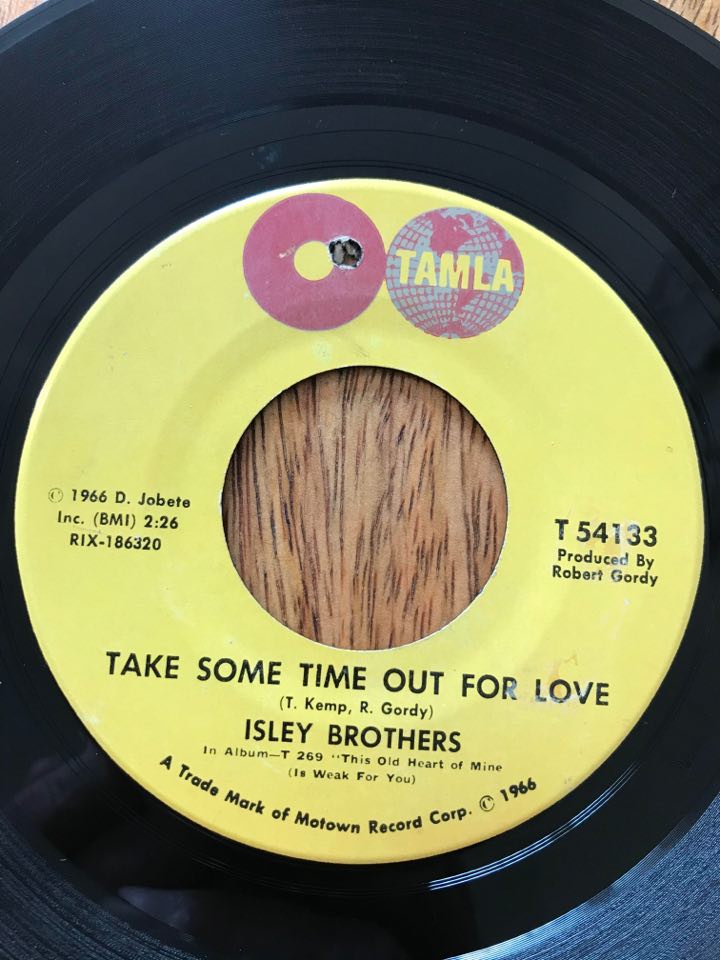 TAMLA
© 1966 D. Jobete
Inc. (BMI) 2:26
RIX-186320
T 54133
Produced By
Robert Gordy
TAKE SOME TIME OUT FOR LOVE
(T. Kemp, R. Gordy)
ISLEY BROTHERS
In Album—T 269 "This Old Heart of Mine
(Is Weak For You)
A Trade Mark of Motown Record Corp. © 1966